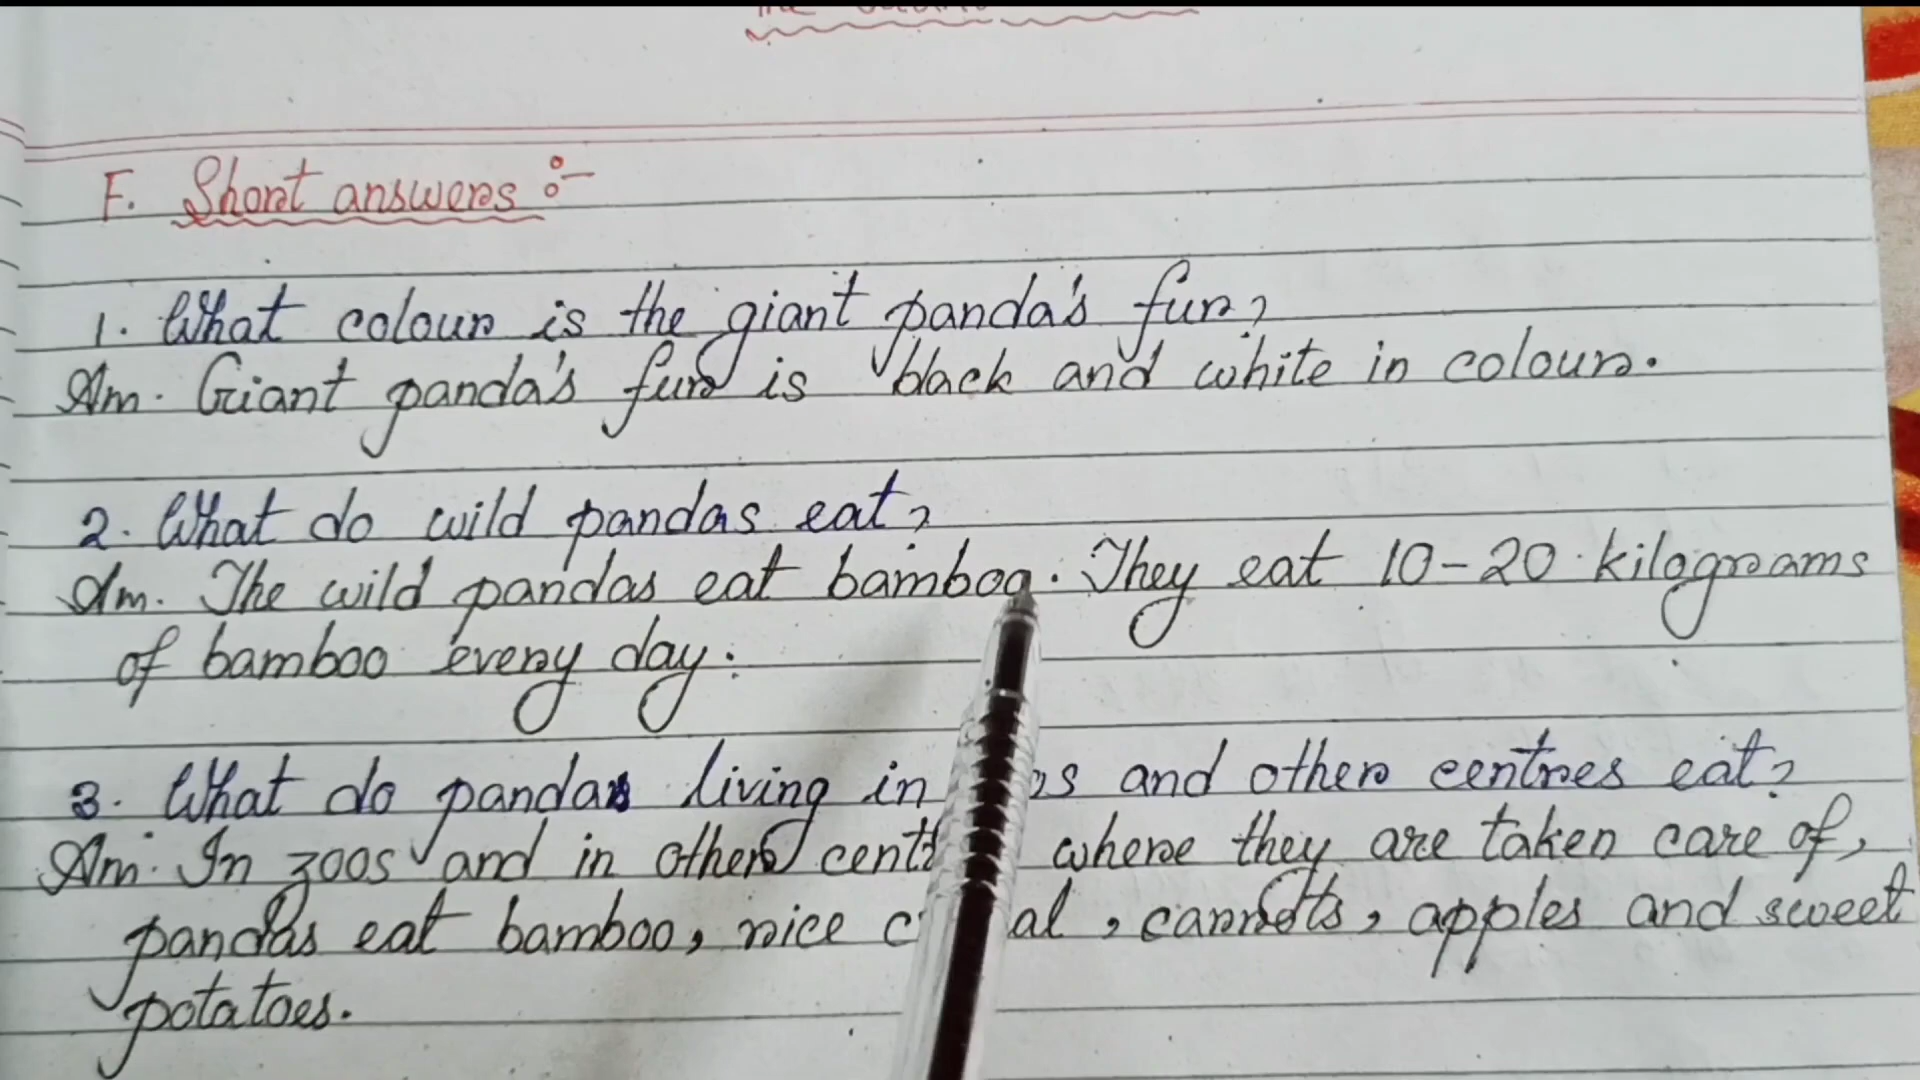 F. Short answers :-
1. What colour is the giant panda's fur?
Ans. Giant panda's fur is black and white in colour.
2. What do wild pandas eat?
Ans. The wild pandas eat bamboo. They eat 10-20 kilograms
of bamboo every day.
3. What do pandas living in and other centres eat?
Ans. In zoos and in other where they are taken care of,
pandas eat bamboo, rice , carrots, apples and sweet
potatoes.